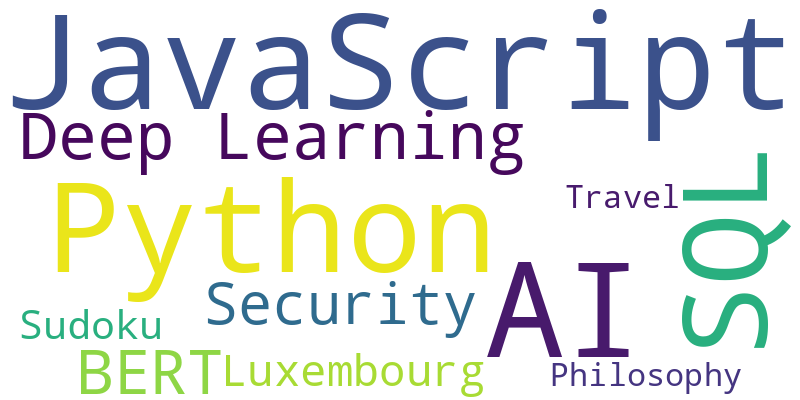 JavaScript
Deep Learning
Python
Travel
SQL
Security
AI
Sudoku
BERT
Luxembourg
Philosophy